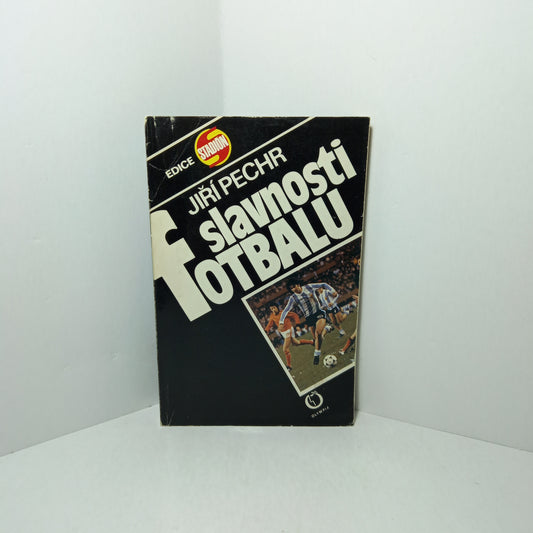 EDICE STADION
JIŘÍ PECHR
slavnosti
fOTBALU
OLYMPIA